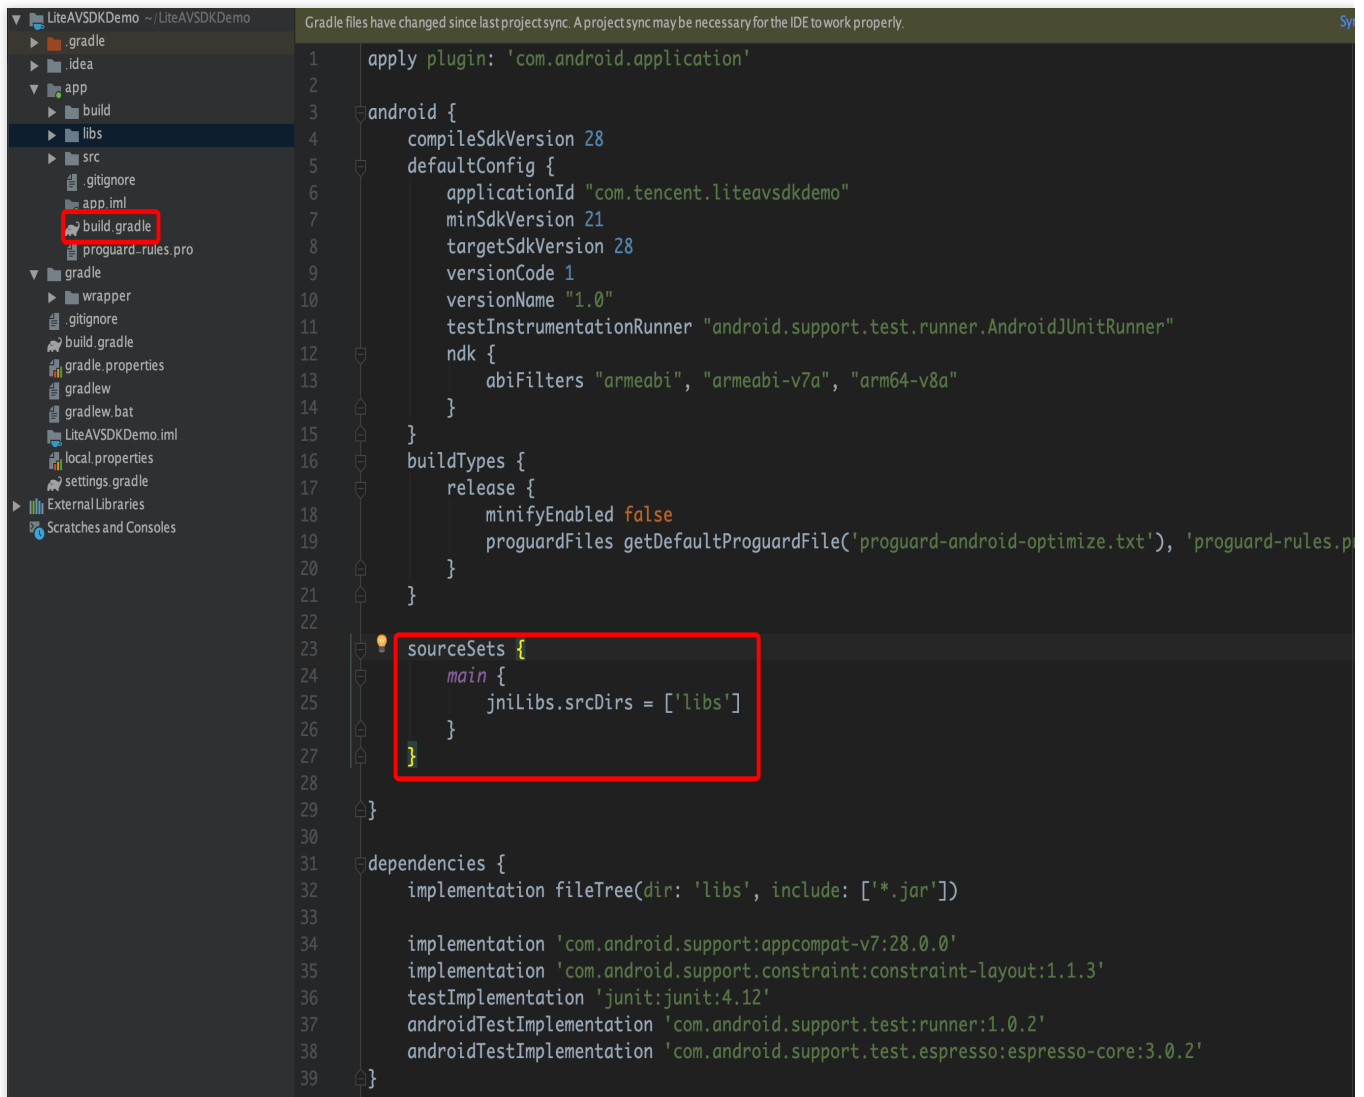 LiteAVSDKDemo ~/LiteAVSDKDemo
.gradle
.idea
app
build
libs
src
.gitignore
app.iml
build.gradle
proguard-rules.pro
gradle
wrapper
.gitignore
build.gradle
gradle.properties
gradlew
gradlew.bat
LiteAVSDKDemo.iml
local.properties
settings.gradle
External Libraries
Scratches and Consoles
Gradle files have changed since last project sync. A project sync may be necessary for the IDE to work properly.
1 apply plugin: 'com.android.application'
2
3 android {
4 compileSdkVersion 28
5 defaultConfig {
6 applicationId "com.tencent.liteavsdkdemo"
7 minSdkVersion 21
8 targetSdkVersion 28
9 versionCode 1
10 versionName "1.0"
11 testInstrumentationRunner "android.support.test.runner.AndroidJUnitRunner"
12 ndk {
13 abiFilters "armeabi", "armeabi-v7a", "arm64-v8a"
14 }
15 }
16 buildTypes {
17 release {
18 minifyEnabled false
19 proguardFiles getDefaultProguardFile('proguard-android-optimize.txt'), 'proguard-rules.p
20 }
21 }
22
23 sourceSets {
24 main {
25 jniLibs.srcDirs = ['libs']
26 }
27 }
28
29 }
30
31 dependencies {
32 implementation fileTree(dir: 'libs', include: ['*.jar'])
33
34 implementation 'com.android.support:appcompat-v7:28.0.0'
35 implementation 'com.android.support.constraint:constraint-layout:1.1.3'
36 testImplementation 'junit:junit:4.12'
37 androidTestImplementation 'com.android.support.test:runner:1.0.2'
38 androidTestImplementation 'com.android.support.test.espresso:espresso-core:3.0.2'
39 }